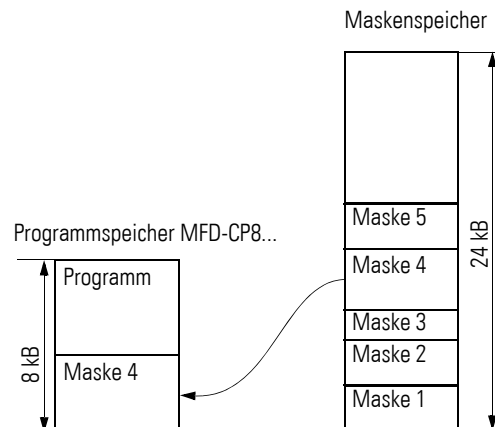 Maskenspeicher
Maske 5
Maske 4
Maske 3
Maske 2
Maske 1
24 kB
Programmspeicher MFD-CP8...
Programm
Maske 4
8 kB